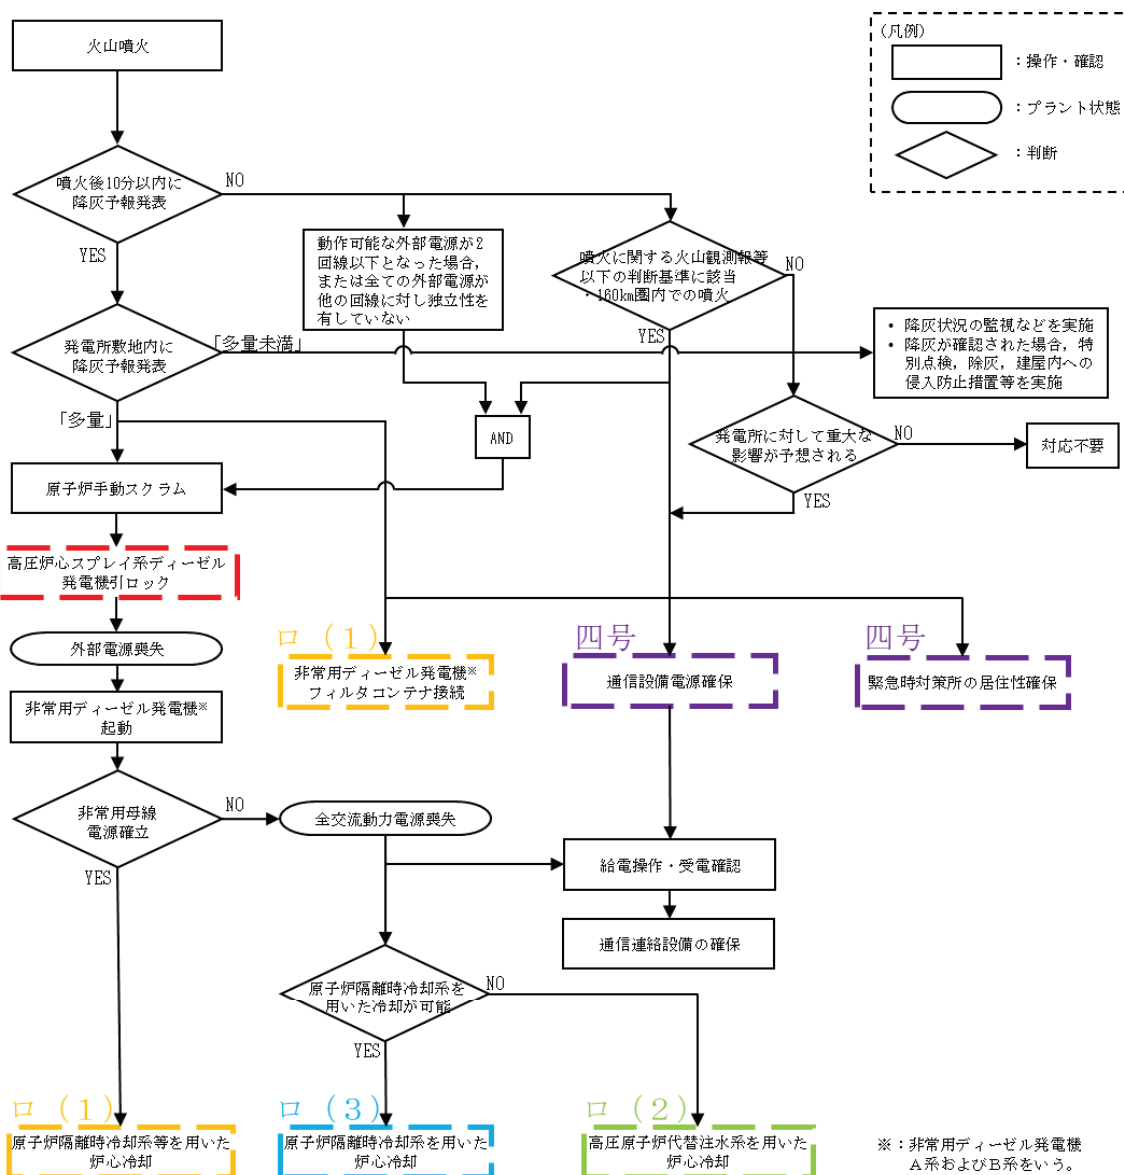 火山噴火
(凡例)
：操作・確認
：プラント状態
：判断
噴火後10分以内に
降灰予報発表
NO
YES
動作可能な外部電源が2
回線以下となった場合，
または全ての外部電源が
他の回線に対し独立性を
有していない
噴火に関する火山観測報等
以下の判断基準に該当
・160km圏内での噴火
NO
YES
発電所敷地内に
降灰予報発表
「多量未満」
「多量」
• 降灰状況の監視などを実施
• 降灰が確認された場合，特
別点検，除灰，建屋内への
侵入防止措置等を実施
AND
発電所に対して重大な
影響が予想される
NO
YES
対応不要
原子炉手動スクラム
高圧炉心スプレイ系ディーゼル
発電機引ロック
外部電源喪失
ロ（1）
非常用ディーゼル発電機※
フィルタコンテナ接続
四号
通信設備電源確保
四号
緊急時対策所の居住性確保
非常用ディーゼル発電機※
起動
非常用母線
電源確立
NO
YES
全交流動力電源喪失
給電操作・受電確認
通信連絡設備の確保
原子炉隔離時冷却系を
用いた冷却が可能
NO
YES
ロ（1）
原子炉隔離時冷却系等を用いた
炉心冷却
ロ（3）
原子炉隔離時冷却系を用いた
炉心冷却
ロ（2）
高圧原子炉代替注水系を用いた
炉心冷却
※：非常用ディーゼル発電機
A系およびB系をいう。